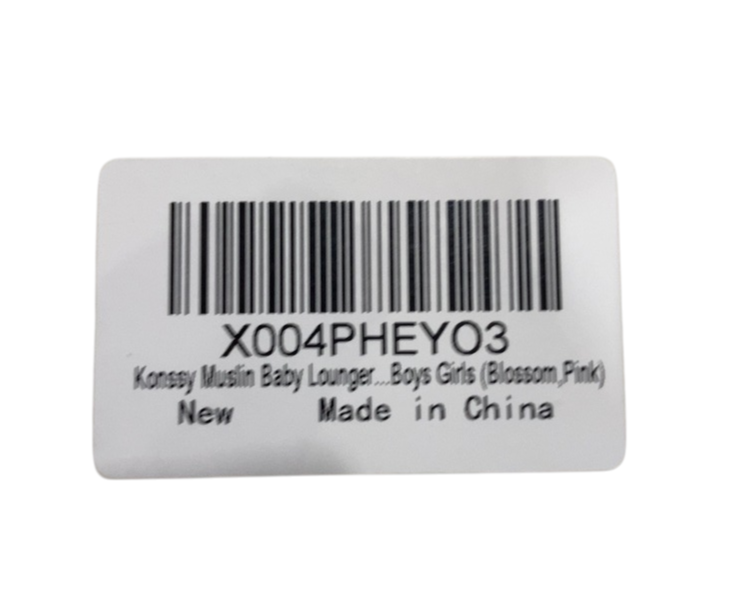 X004PHEYO3
Konssy Muslin Baby Lounger...Boys Girls (Blossom,Pink)
New Made in China